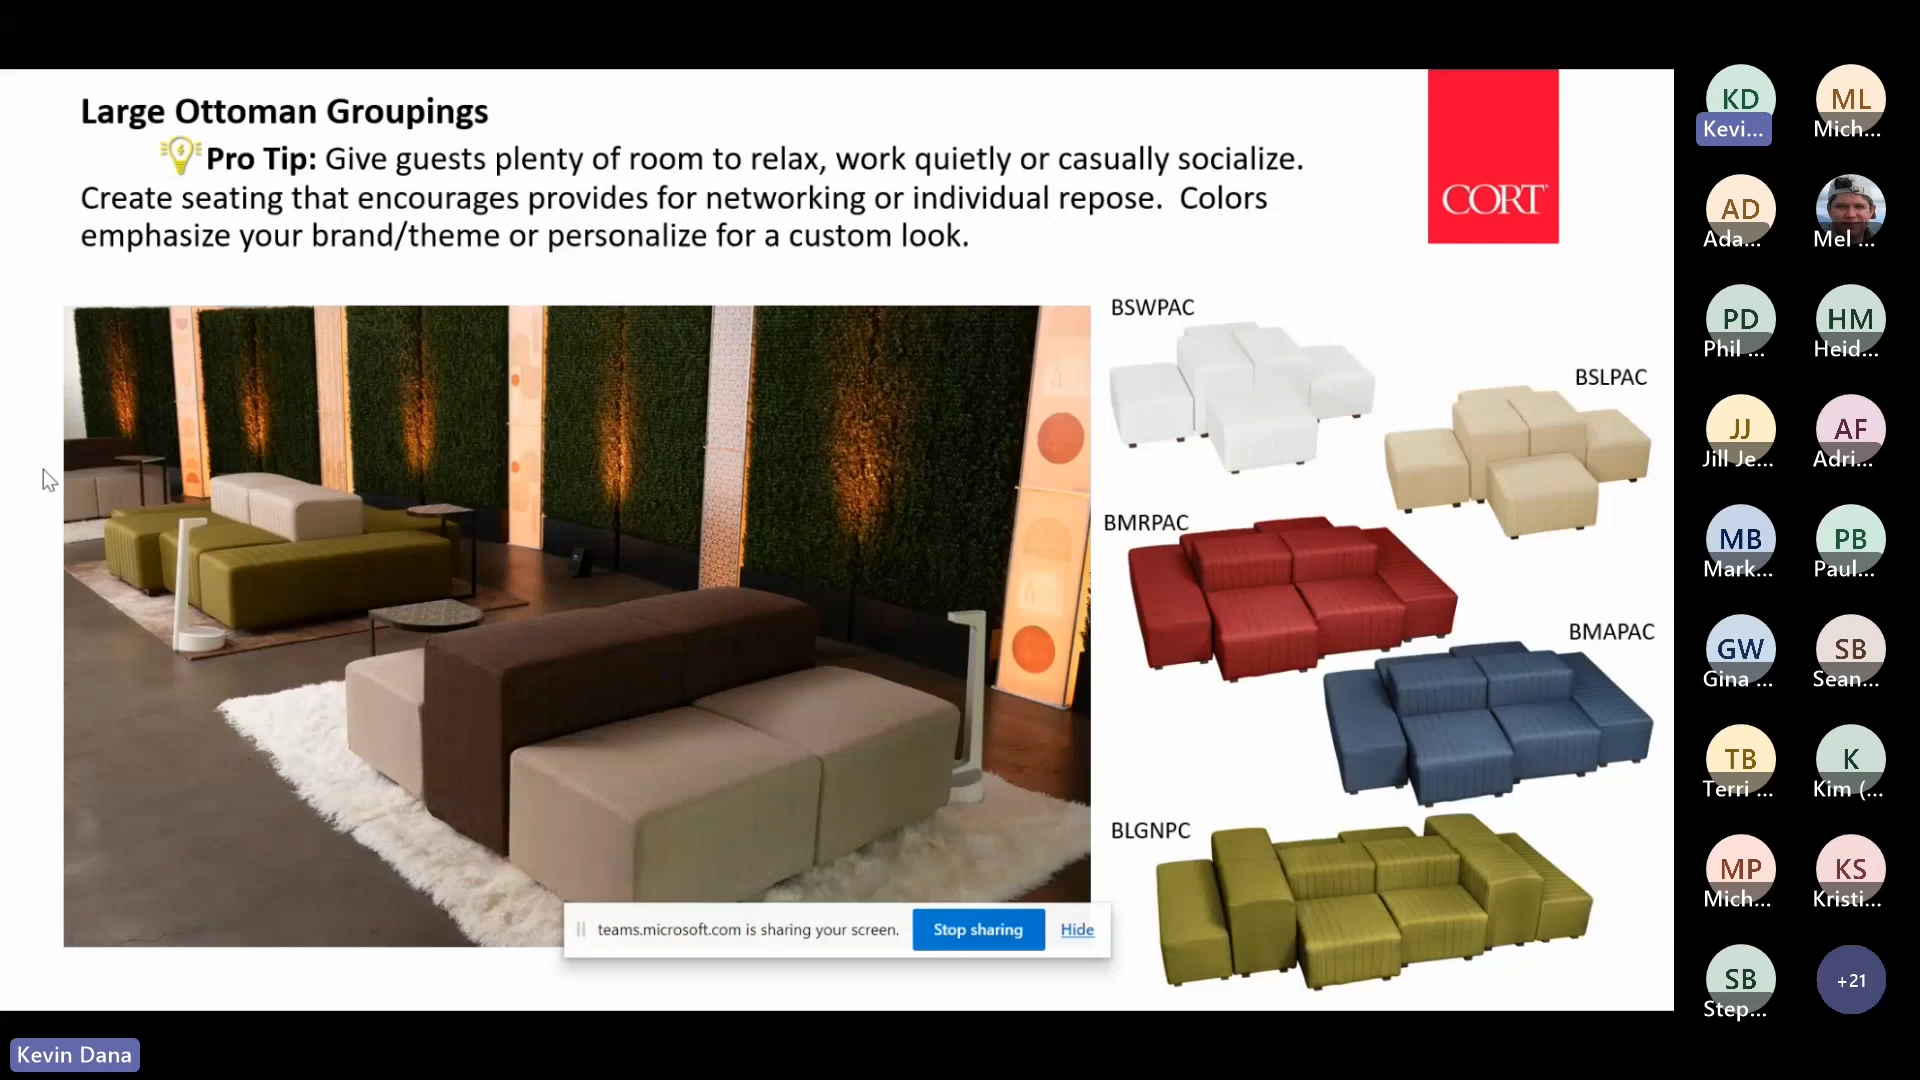 Large Ottoman Groupings
Pro Tip: Give guests plenty of room to relax, work quietly or casually socialize.
Create seating that encourages provides for networking or individual repose.  Colors
emphasize your brand/theme or personalize for a custom look.
CORT
BSWPAC
BSLPAC
BMRPAC
BMAPAC
BLGNPC
teams.microsoft.com is sharing your screen.
Stop sharing
Hide
KD
Kevi...
ML
Mich...
AD
Ada...
Mel ...
PD
Phil ...
HM
Heid...
JJ
Jill Je...
AF
Adri...
MB
Mark...
PB
Paul...
GW
Gina ...
SB
Sean...
TB
Terri ...
K
Kim (...
MP
Mich...
KS
Kristi...
SB
Step...
+21
Kevin Dana